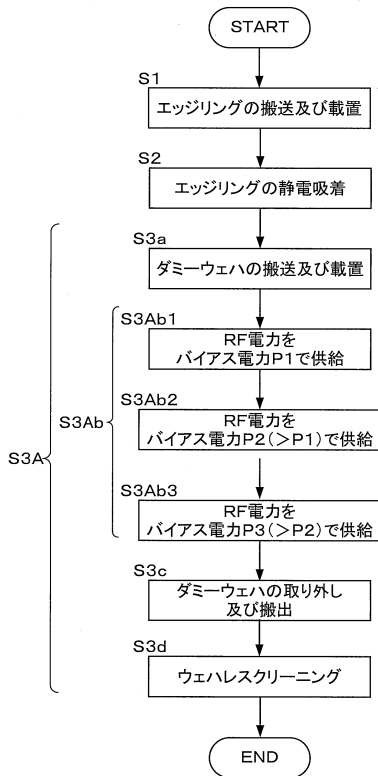 START
S1
エッジリングの搬送及び載置
S2
エッジリングの静電吸着
S3a
ダミーウェハの搬送及び載置
S3Ab1
RF電力を
バイアス電力P1で供給
S3Ab2
RF電力を
バイアス電力P2(>P1)で供給
S3Ab
S3A
S3Ab3
RF電力を
バイアス電力P3(>P2)で供給
S3c
ダミーウェハの取り外し
及び搬出
S3d
ウェハレスクリーニング
END